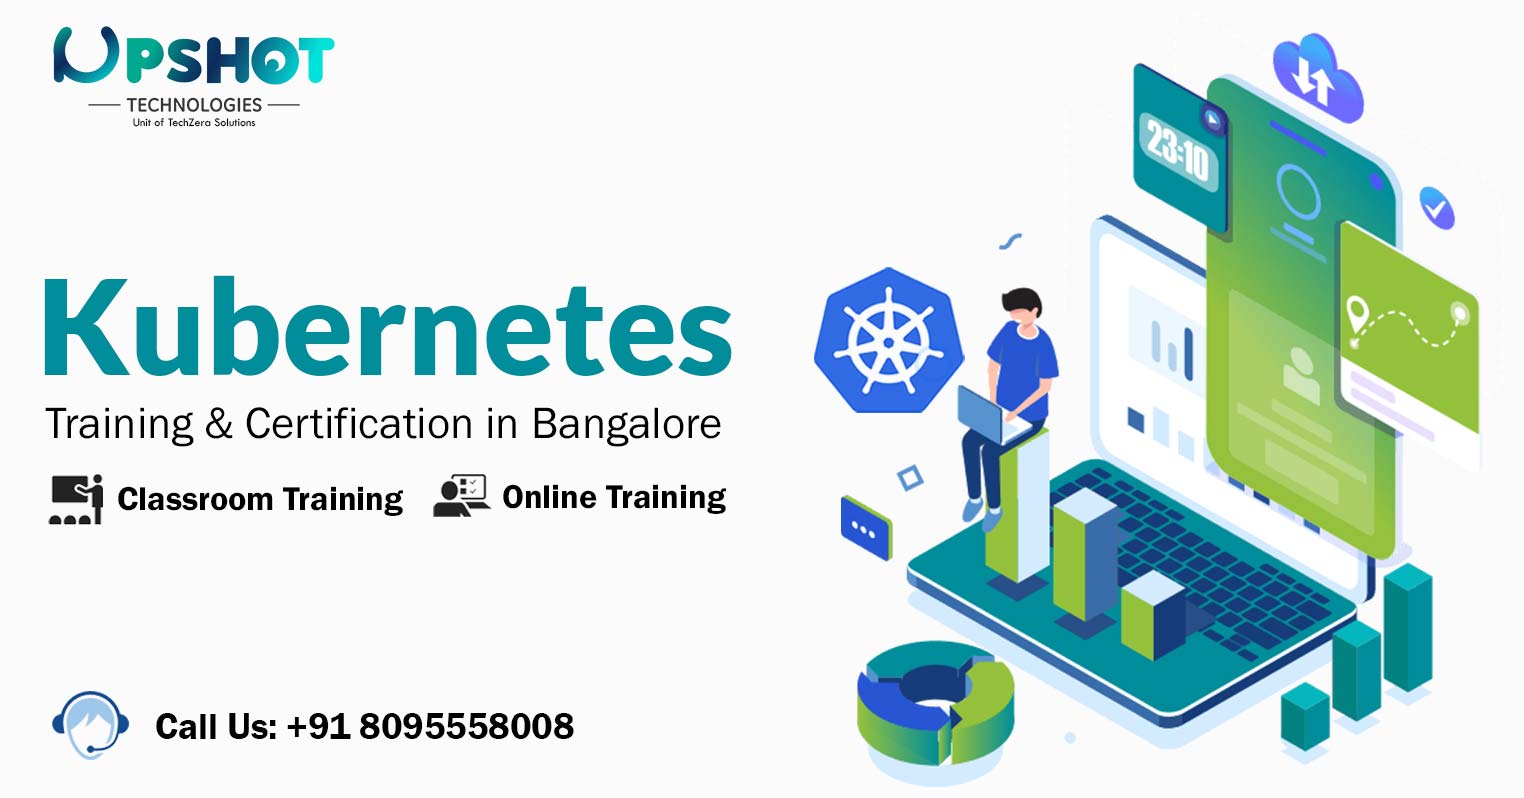 UPSHOT
TECHNOLOGIES
Unit of TechZera Solutions
23:10
Kubernetes
Training & Certification in Bangalore
Classroom Training
Online Training
Call Us: +91 8095558008